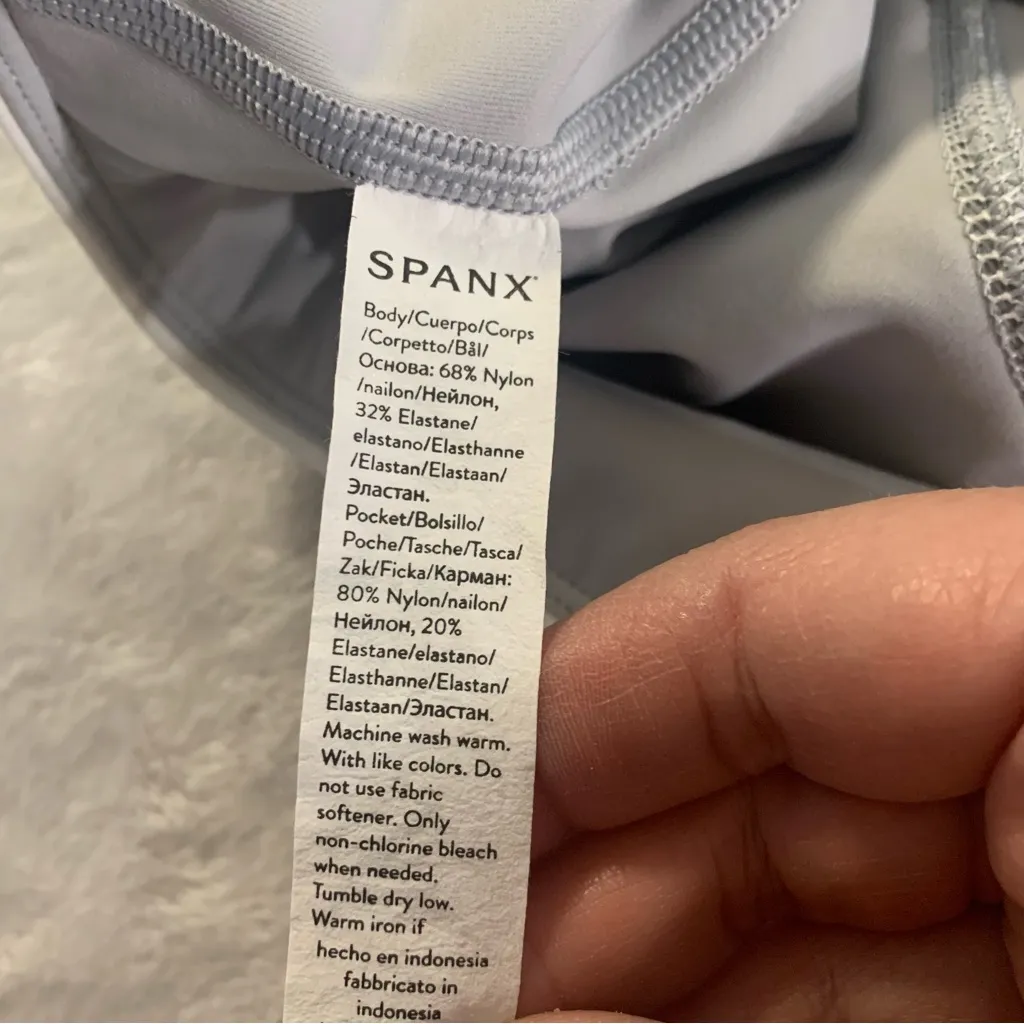 SPANX
Body/Cuerpo/Corps
/Corpetto/Bål/
Основа: 68% Nylon
/nailon/Нейлон,
32% Elastane/
elastano/Elasthanne
/Elastan/Elastaan/
Эластан.
Pocket/Bolsillo/
Poche/Tasche/Tasca/
Zak/Ficka/Карман:
80% Nylon/nailon/
Нейлон, 20%
Elastane/elastano/
Elasthanne/Elastan/
Elastaan/Эластан.
Machine wash warm.
With like colors. Do
not use fabric
softener. Only
non-chlorine bleach
when needed.
Tumble dry low.
Warm iron if
hecho en indonesia
fabbricato in
indonesia